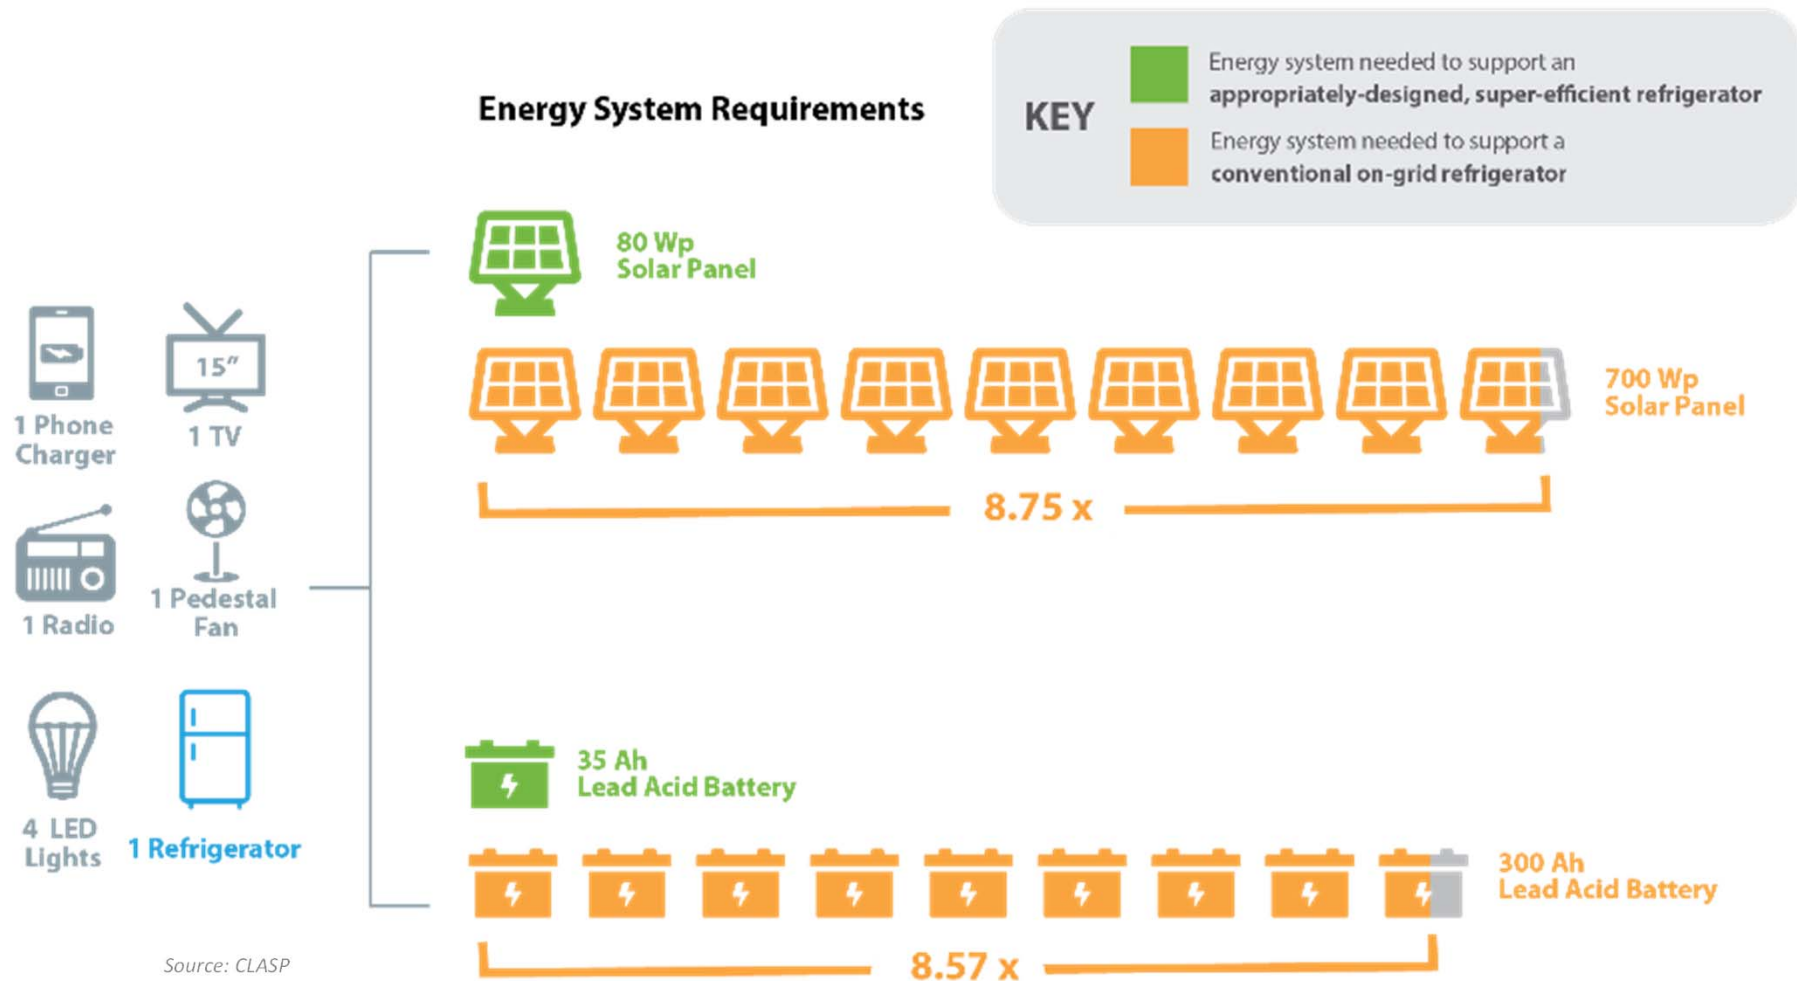 Energy System Requirements
KEY
Energy system needed to support an
appropriately-designed, super-efficient refrigerator
Energy system needed to support a
conventional on-grid refrigerator
80 Wp
Solar Panel
700 Wp
Solar Panel
8.75 x
1 Phone
Charger
15”
1 TV
1 Radio
1 Pedestal
Fan
4 LED
Lights
1 Refrigerator
35 Ah
Lead Acid Battery
300 Ah
Lead Acid Battery
8.57 x
Source: CLASP